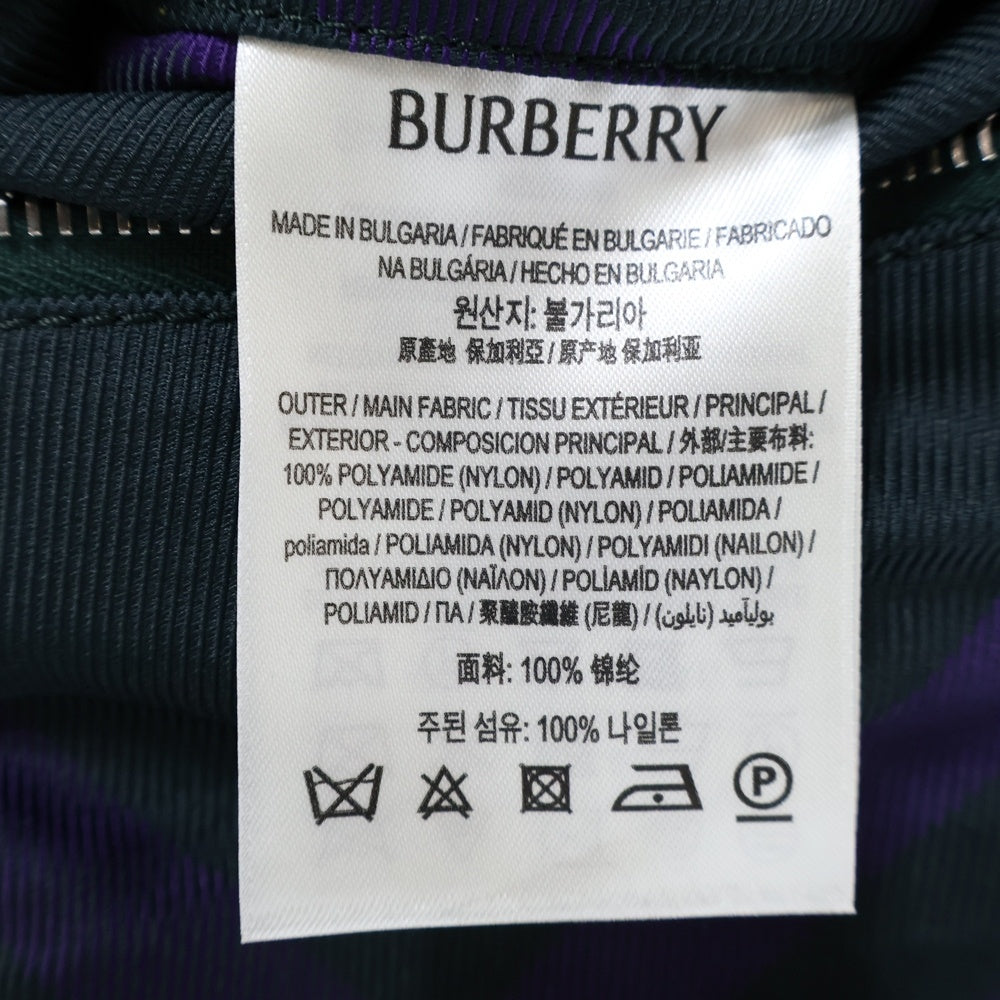 BURBERRY
MADE IN BULGARIA / FABRIQUÉ EN BULGARIE / FABRICADO
NA BULGÁRIA / HECHO EN BULGARIA
원산지: 불가리아
原產地 保加利亞 / 原产地 保加利亚
OUTER / MAIN FABRIC / TISSU EXTÉRIEUR / PRINCIPAL /
EXTERIOR - COMPOSICION PRINCIPAL / 外部/主要布料:
100% POLYAMIDE (NYLON) / POLYAMID / POLIAMMIDE /
POLYAMIDE / POLYAMID (NYLON) / POLIAMIDA /
poliamida / POLIAMIDA (NYLON) / POLYAMIDI (NAILON) /
ΠΟΛΥΑΜΙΔΙΟ (ΝΑΪΛΟΝ) / POLİAMİD (NAYLON) /
POLIAMID / ПА / 聚醯胺纖維 (尼龍) / بوليآميد (نايلون)
面料: 100% 锦纶
주된 섬유: 100% 나일론
P